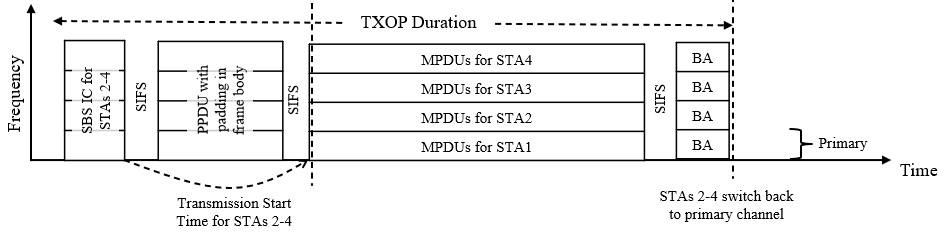 TXOP Duration
Frequency
SBS IC for
STAs 2-4
SIFS
PPDU with
padding in
frame body
SIFS
MPDUs for STA4
MPDUs for STA3
MPDUs for STA2
MPDUs for STA1
SIFS
BA
BA
BA
BA
Primary
Time
Transmission Start
Time for STAs 2-4
STAs 2-4 switch back
to primary channel